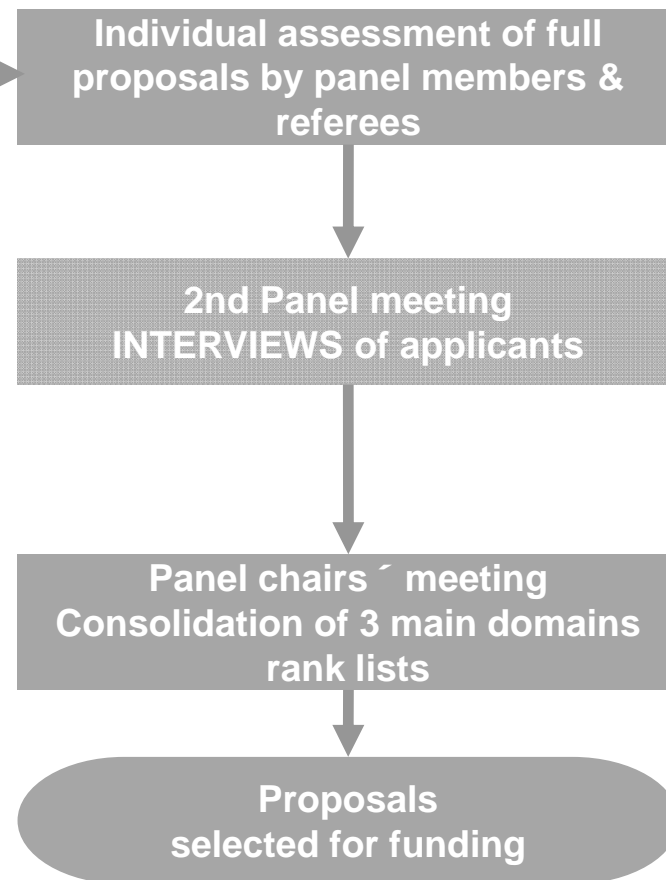 Individual assessment of full
proposals by panel members &
referees
2nd Panel meeting
INTERVIEWS of applicants
Panel chairs ´ meeting
Consolidation of 3 main domains
rank lists
Proposals
selected for funding